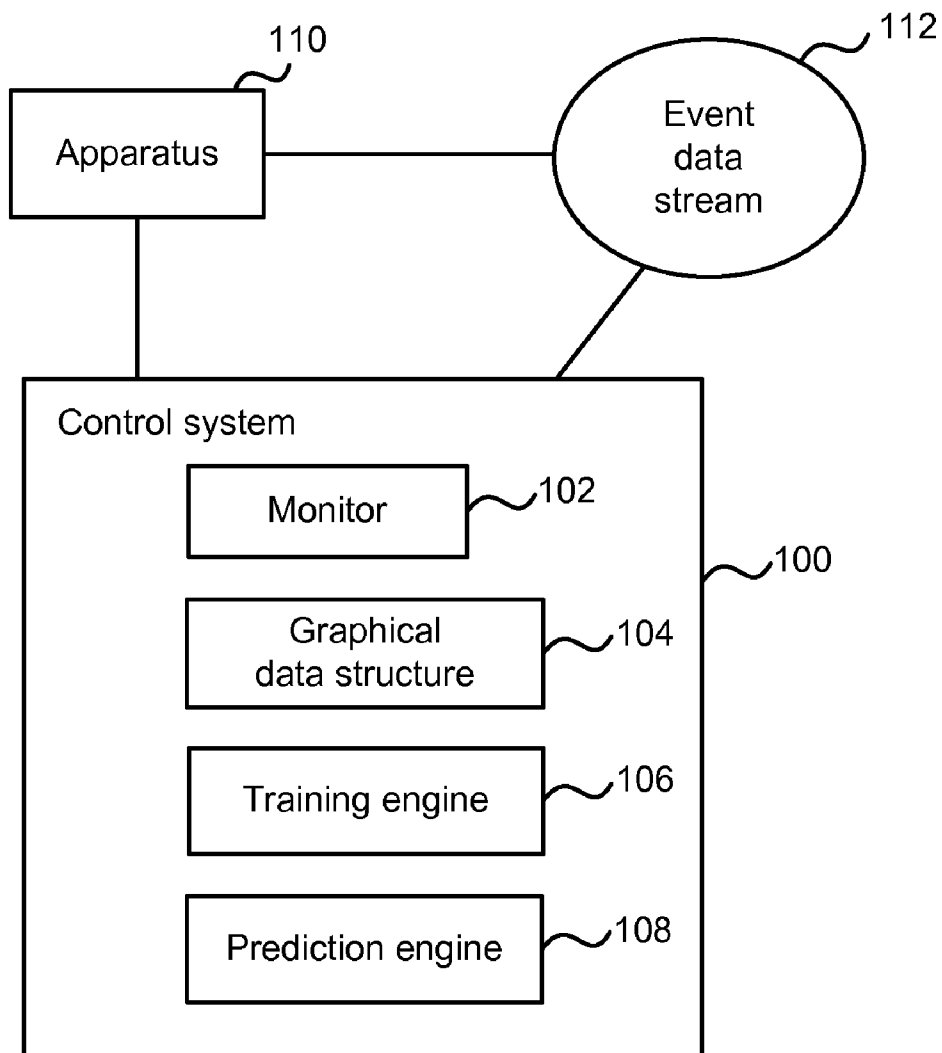 110
112
Apparatus
Event
data
stream
Control system
Monitor
102
100
Graphical
data structure
104
Training engine
106
Prediction engine
108